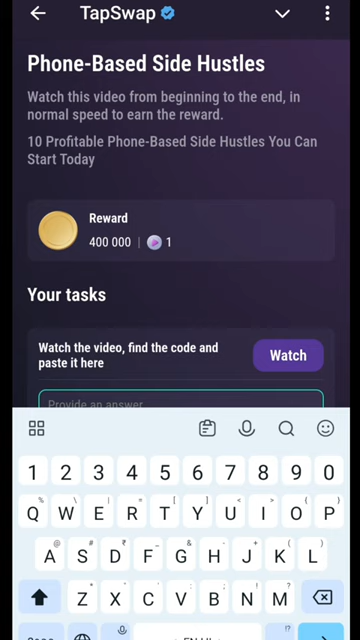 TapSwap
Phone-Based Side Hustles
Watch this video from beginning to the end, in
normal speed to earn the reward.
10 Profitable Phone-Based Side Hustles You Can
Start Today
Reward
400 000 | 1
Your tasks
Watch the video, find the code and
paste it here
Watch
Provide an answer
1 2 3 4 5 6 7 8 9 0
Q W E R T Y U I O P
A S D F G H J K L
Z X C V B N M